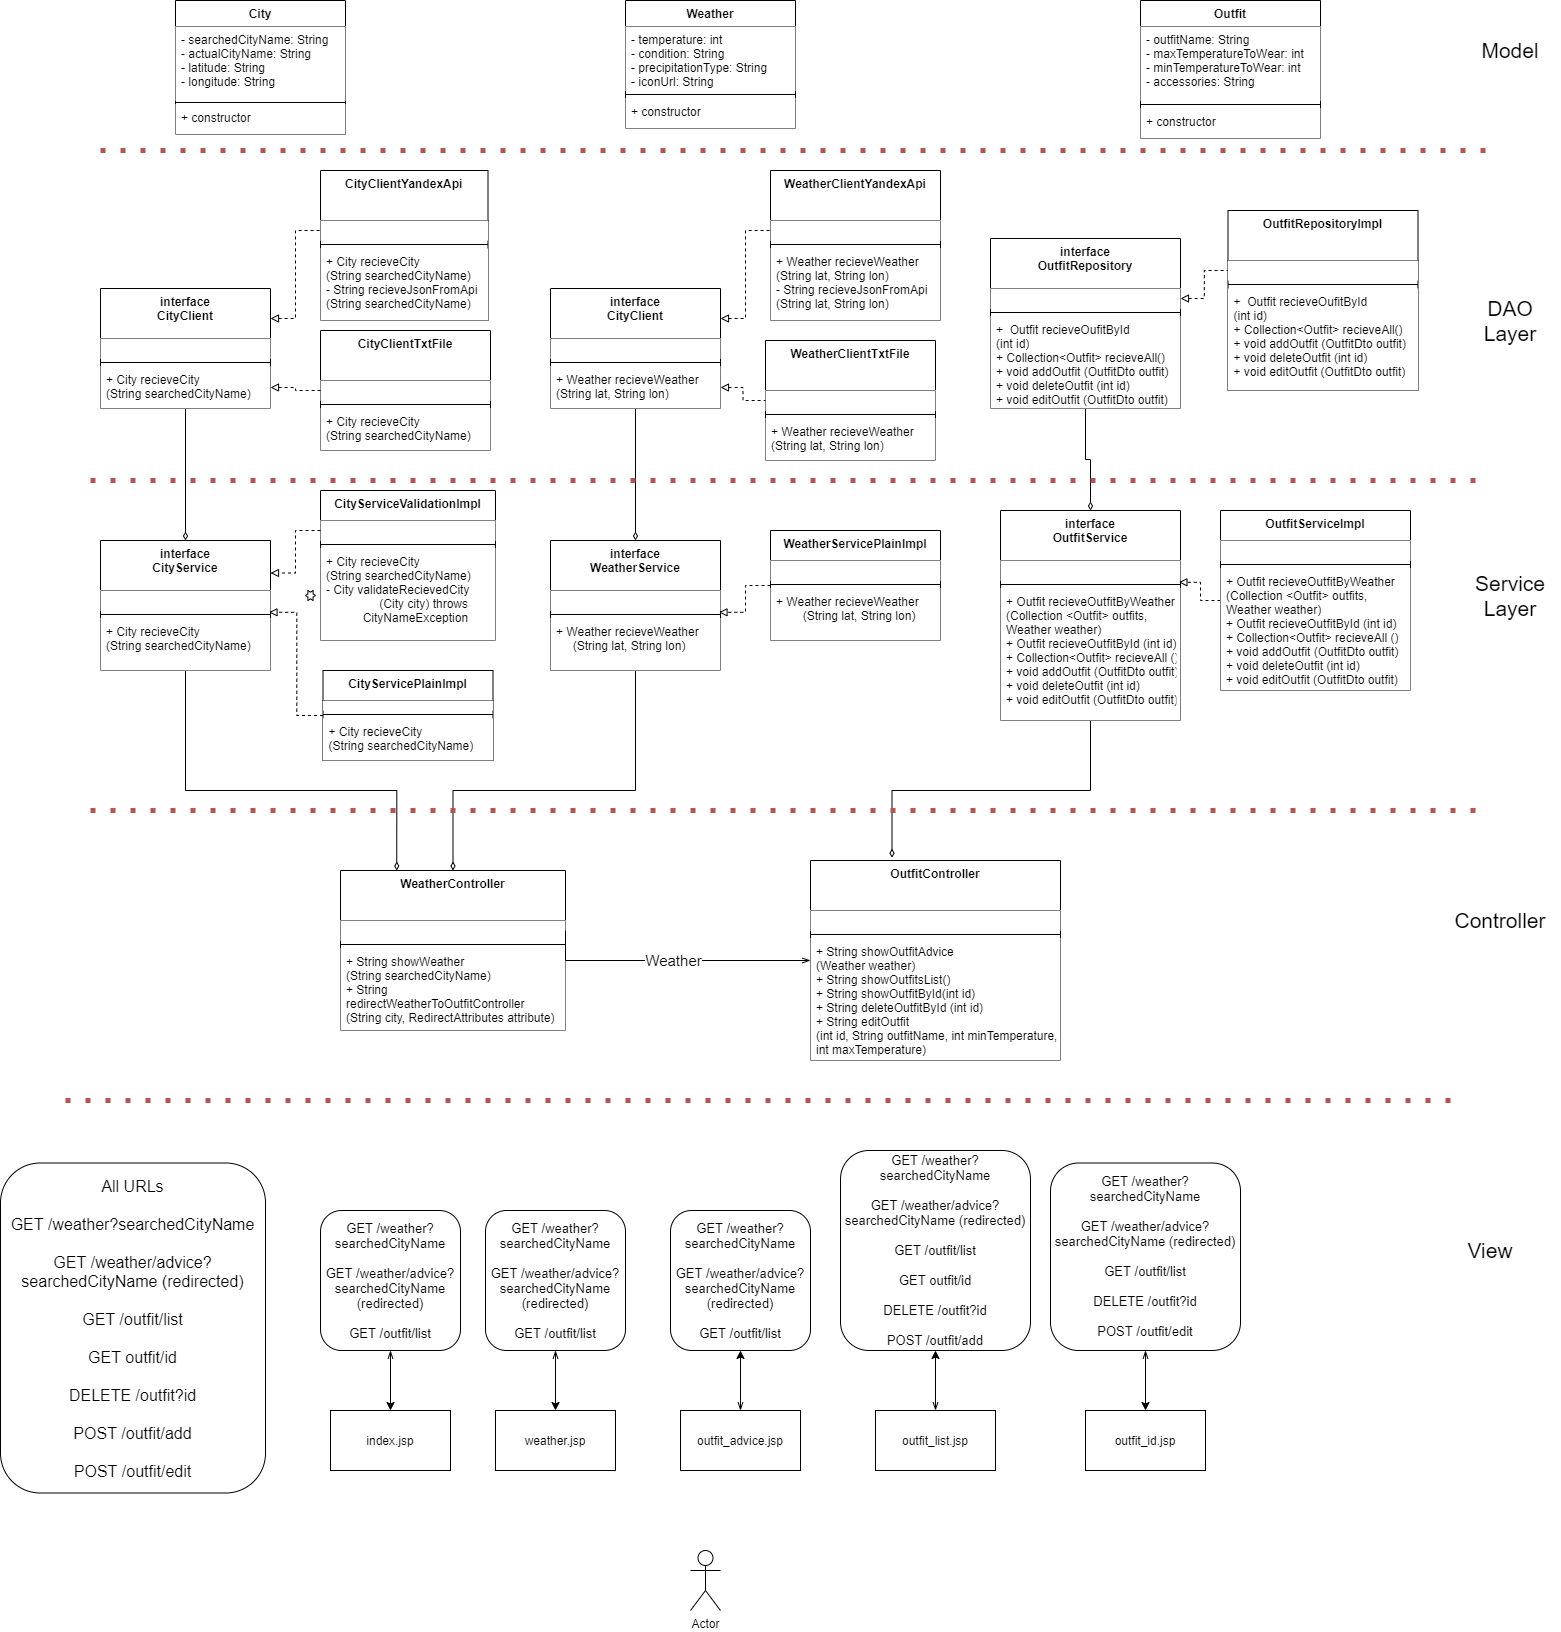 City
- searchedCityName: String
- actualCityName: String
- latitude: String
- longitude: String
+ constructor
Weather
- temperature: int
- condition: String
- precipitationType: String
- iconUrl: String
+ constructor
Outfit
- outfitName: String
- maxTemperatureToWear: int
- minTemperatureToWear: int
- accessories: String
+ constructor
Model
CityClientYandexApi
+ City recieveCity
(String searchedCityName)
- String recieveJsonFromApi
(String searchedCityName)
interface
CityClient
+ City recieveCity
(String searchedCityName)
CityClientTxtFile
+ City recieveCity
(String searchedCityName)
WeatherClientYandexApi
+ Weather recieveWeather
(String lat, String lon)
- String recieveJsonFromApi
(String lat, String lon)
interface
CityClient
+ Weather recieveWeather
(String lat, String lon)
WeatherClientTxtFile
+ Weather recieveWeather
(String lat, String lon)
interface
OutfitRepository
+  Outfit recieveOufitById
(int id)
+ Collection<Outfit> recieveAll()
+ void addOutfit (OutfitDto outfit)
+ void deleteOutfit (int id)
+ void editOutfit (OutfitDto outfit)
OutfitRepositoryImpl
+  Outfit recieveOufitById
(int id)
+ Collection<Outfit> recieveAll()
+ void addOutfit (OutfitDto outfit)
+ void deleteOutfit (int id)
+ void editOutfit (OutfitDto outfit)
DAO
Layer
CityServiceValidationImpl
+ City recieveCity
(String searchedCityName)
- City validateRecievedCity
(City city) throws
CityNameException
interface
CityService
+ City recieveCity
(String searchedCityName)
CityServicePlainImpl
+ City recieveCity
(String searchedCityName)
interface
WeatherService
+ Weather recieveWeather
(String lat, String lon)
WeatherServicePlainImpl
+ Weather recieveWeather
(String lat, String lon)
interface
OutfitService
+ Outfit recieveOutfitByWeather
(Collection <Outfit> outfits,
Weather weather)
+ Outfit recieveOutfitById (int id)
+ Collection<Outfit> recieveAll ()
+ void addOutfit (OutfitDto outfit)
+ void deleteOutfit (int id)
+ void editOutfit (OutfitDto outfit)
OutfitServiceImpl
+ Outfit recieveOutfitByWeather
(Collection <Outfit> outfits,
Weather weather)
+ Outfit recieveOutfitById (int id)
+ Collection<Outfit> recieveAll ()
+ void addOutfit (OutfitDto outfit)
+ void deleteOutfit (int id)
+ void editOutfit (OutfitDto outfit)
Service
Layer
WeatherController
+ String showWeather
(String searchedCityName)
+ String
redirectWeatherToOutfitController
(String city, RedirectAttributes attribute)
Weather
OutfitController
+ String showOutfitAdvice
(Weather weather)
+ String showOutfitsList()
+ String showOutfitById(int id)
+ String deleteOutfitById (int id)
+ String editOutfit
(int id, String outfitName, int minTemperature,
int maxTemperature)
Controller
All URLs
GET /weather?searchedCityName
GET /weather/advice?
searchedCityName (redirected)
GET /outfit/list
GET outfit/id
DELETE /outfit?id
POST /outfit/add
POST /outfit/edit
GET /weather?
searchedCityName
GET /weather/advice?
searchedCityName
(redirected)
GET /outfit/list
index.jsp
GET /weather?
searchedCityName
GET /weather/advice?
searchedCityName
(redirected)
GET /outfit/list
weather.jsp
GET /weather?
searchedCityName
GET /weather/advice?
searchedCityName
(redirected)
GET /outfit/list
outfit_advice.jsp
GET /weather?
searchedCityName
GET /weather/advice?
searchedCityName (redirected)
GET /outfit/list
GET outfit/id
DELETE /outfit?id
POST /outfit/add
outfit_list.jsp
GET /weather?
searchedCityName
GET /weather/advice?
searchedCityName (redirected)
GET /outfit/list
DELETE /outfit?id
POST /outfit/edit
outfit_id.jsp
View
Actor